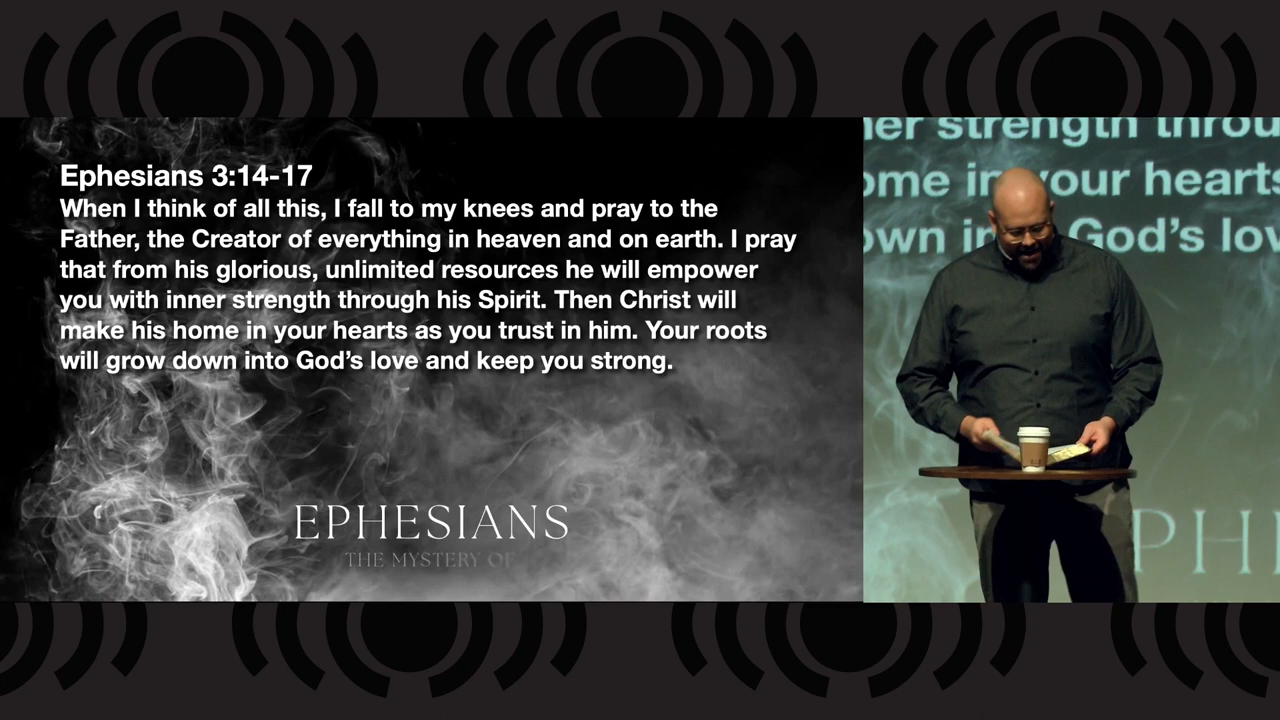 Ephesians 3:14-17
When I think of all this, I fall to my knees and pray to the
Father, the Creator of everything in heaven and on earth. I pray
that from his glorious, unlimited resources he will empower
you with inner strength through his Spirit. Then Christ will
make his home in your hearts as you trust in him. Your roots
will grow down into God’s love and keep you strong.
EPHESIANS
THE MYSTERY OF
ner strength throu
ome in your hearts
own in God’s lov
PHE